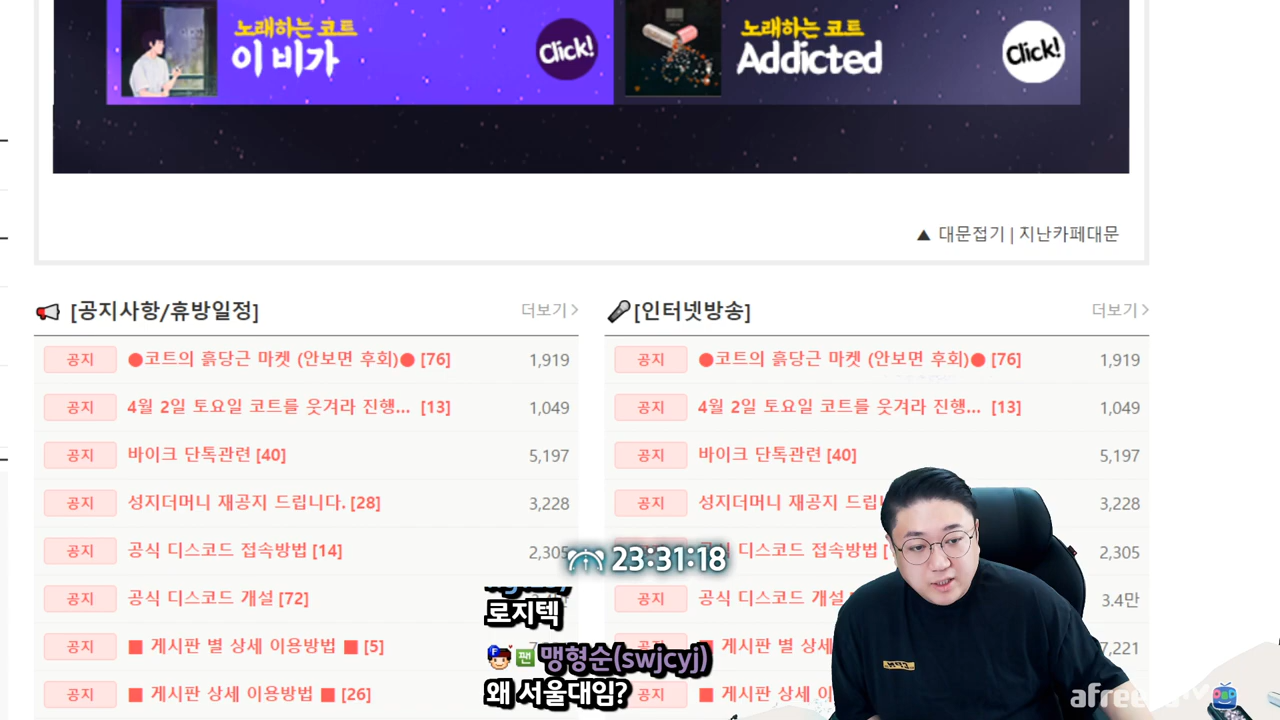 노래하는 코트
이 비가
Click!
노래하는 코트
Addicted
Click!
▲ 대문접기 | 지난카페대문
[공지사항/휴방일정]
더보기 >
공지 ●코트의 흙당근 마켓 (안보면 후회)● [76] 1,919
공지 4월 2일 토요일 코트를 웃겨라 진행... [13] 1,049
공지 바이크 단톡관련 [40] 5,197
공지 성지더머니 재공지 드립니다. [28] 3,228
공지 공식 디스코드 접속방법 [14] 2,305
공지 공식 디스코드 개설 [72]
공지 ■ 게시판 별 상세 이용방법 ■ [5]
공지 ■ 게시판 상세 이용방법 ■ [26]
[인터넷방송]
더보기 >
공지 ●코트의 흙당근 마켓 (안보면 후회)● [76] 1,919
공지 4월 2일 토요일 코트를 웃겨라 진행... [13] 1,049
공지 바이크 단톡관련 [40] 5,197
공지 성지더머니 재공지 드립 3,228
공지 공식 디스코드 접속방법 [ 2,305
공지 공식 디스코드 개설 3.4만
공지 ■ 게시판 별 상세 7,221
공지 ■ 게시판 상세 이
23:31:18
로지텍
F 팬 맹형순(swjcyj)
왜 서울대임?